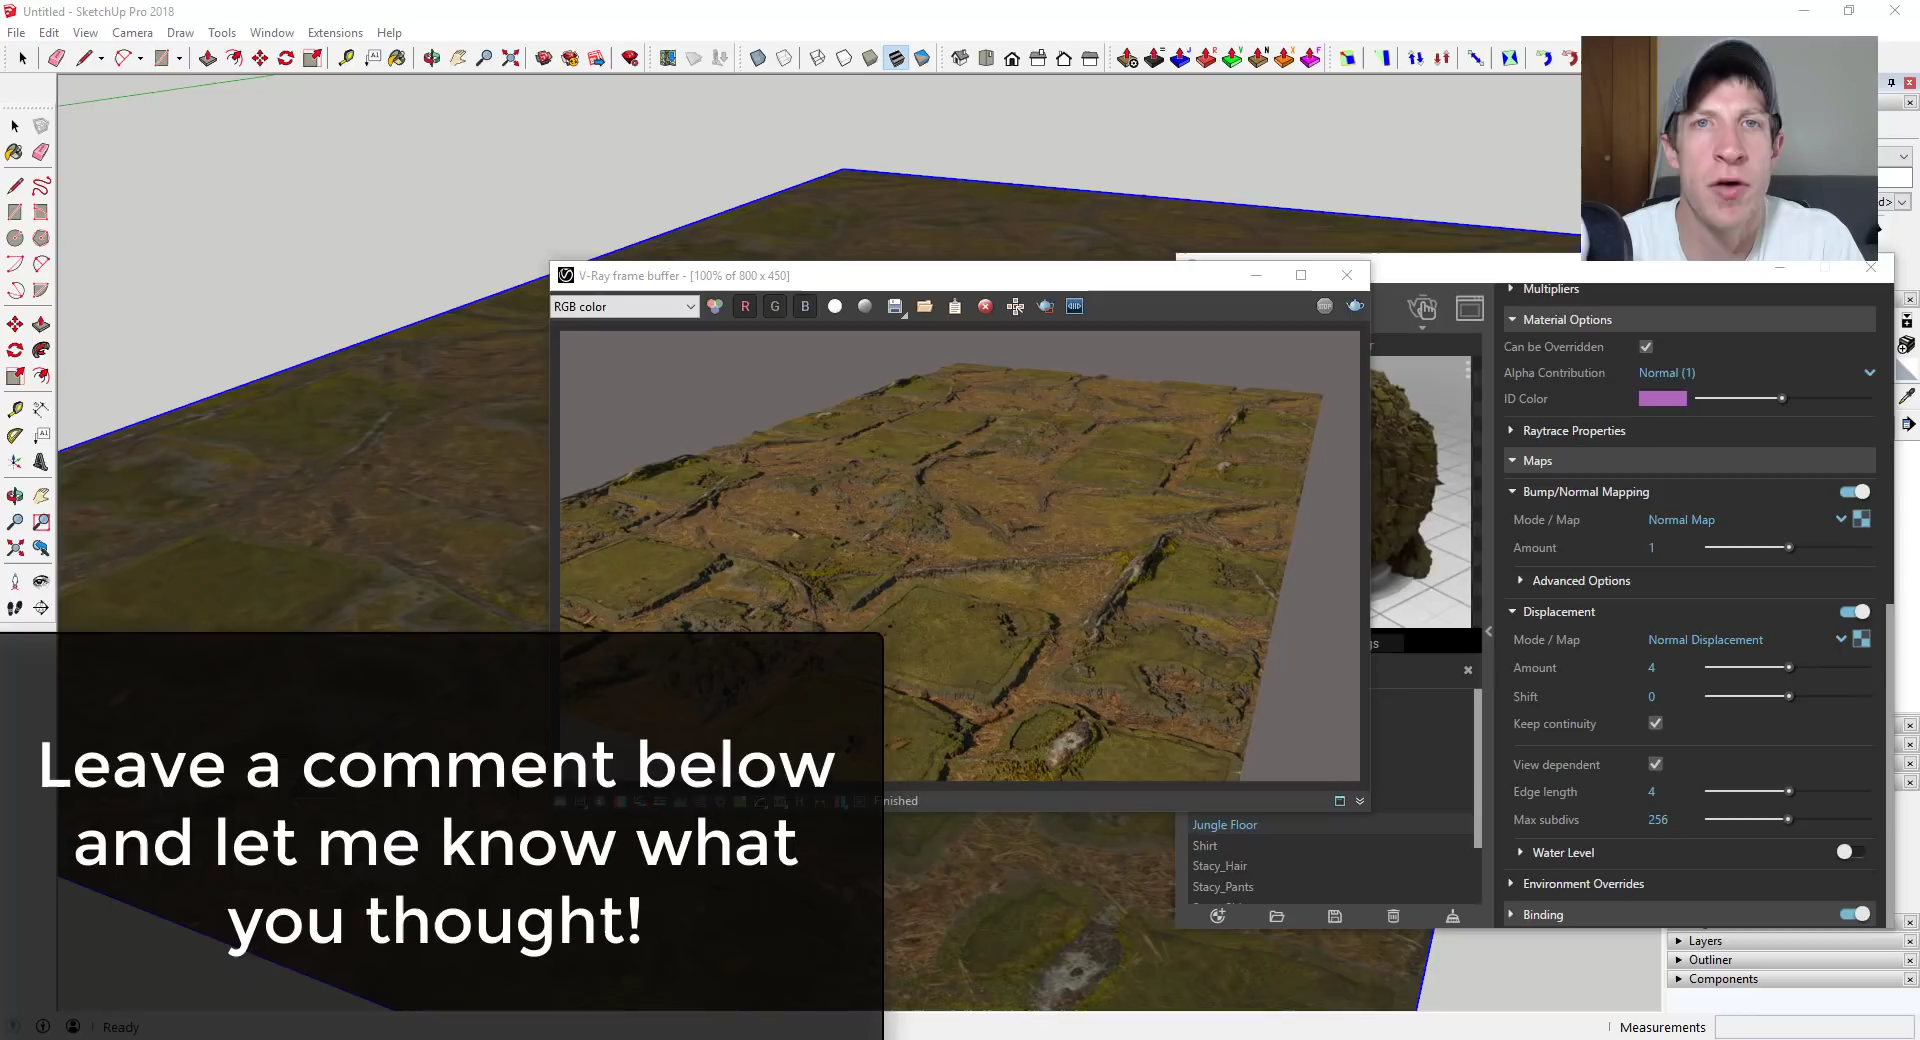 Untitled - SketchUp Pro 2018
File Edit View Camera Draw Tools Window Extensions Help
V-Ray frame buffer - [100% of 800 x 450]
RGB color
R G B
Finished
Multipliers
Material Options
Can be Overridden
Alpha Contribution Normal (1)
ID Color
Raytrace Properties
Maps
Bump/Normal Mapping
Mode / Map Normal Map
Amount 1
Advanced Options
Displacement
Mode / Map Normal Displacement
Amount 4
Shift 0
Keep continuity
View dependent
Edge length 4
Max subdivs 256
Water Level
Environment Overrides
Binding
Jungle Floor
Shirt
Stacy_Hair
Stacy_Pants
Leave a comment below
and let me know what
you thought!
Layers
Outliner
Components
Ready
Measurements